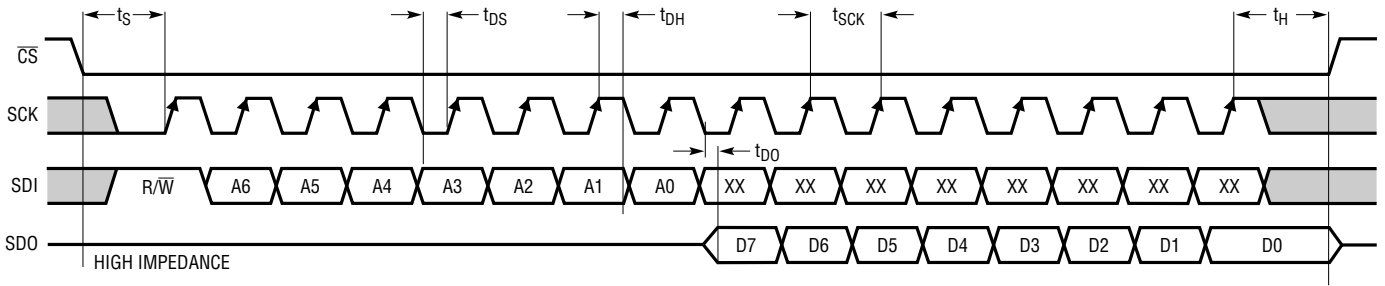 tS tDS tDH tSCK tH
CS
SCK
tDO
SDI R/W A6 A5 A4 A3 A2 A1 A0 XX XX XX XX XX XX XX XX
SDO D7 D6 D5 D4 D3 D2 D1 D0
HIGH IMPEDANCE